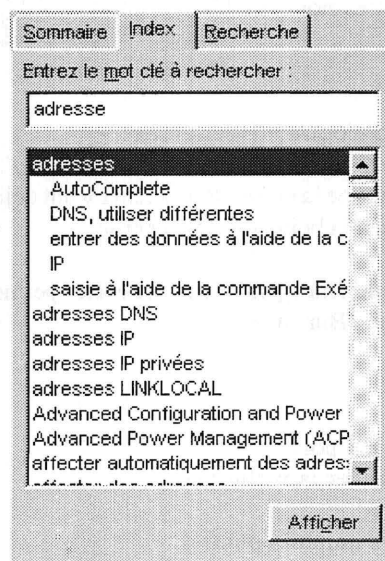 Sommaire Index Recherche
Entrez le mot clé à rechercher :
adresse
adresses
AutoComplete
DNS, utiliser différentes
entrer des données à l'aide de la c
IP
saisie à l'aide de la commande Exé
adresses DNS
adresses IP
adresses IP privées
adresses LINKLOCAL
Advanced Configuration and Power
Advanced Power Management (ACP
affecter automatiquement des adres
Afficher